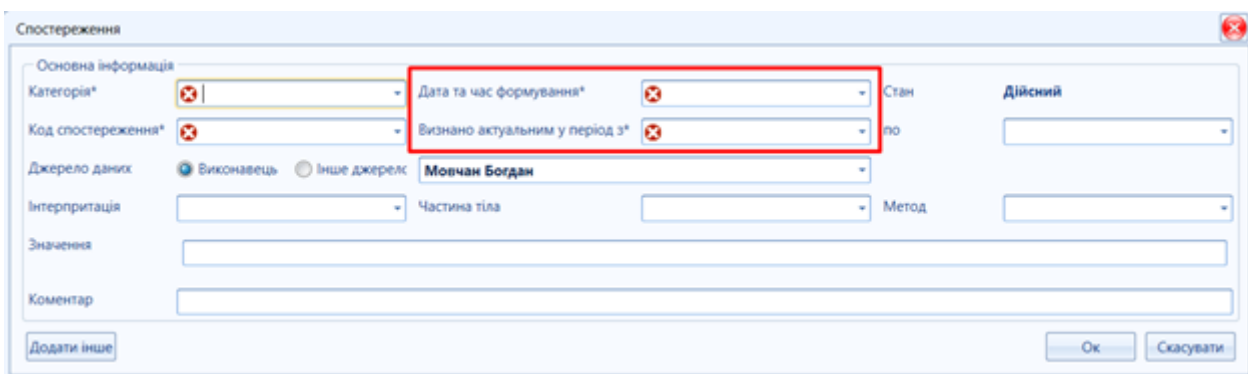 Спостереження
Основна інформація
Категорія* Дата та час формування* Стан Дійсний
Код спостереження* Визнано актуальним у період з* по
Джерело даних Виконавець Інше джерело Мовчан Богдан
Інтерпритація Частина тіла Метод
Значення
Коментар
Додати інше Ок Скасувати